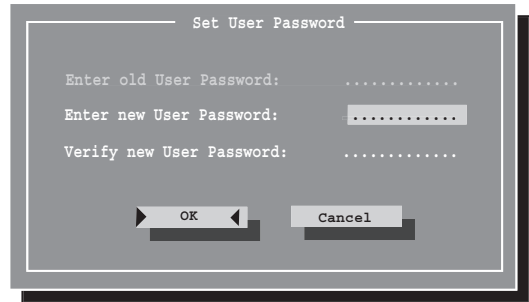 Set User Password
Enter old User Password: .............
Enter new User Password: ............
Verify new User Password: .............
OK Cancel